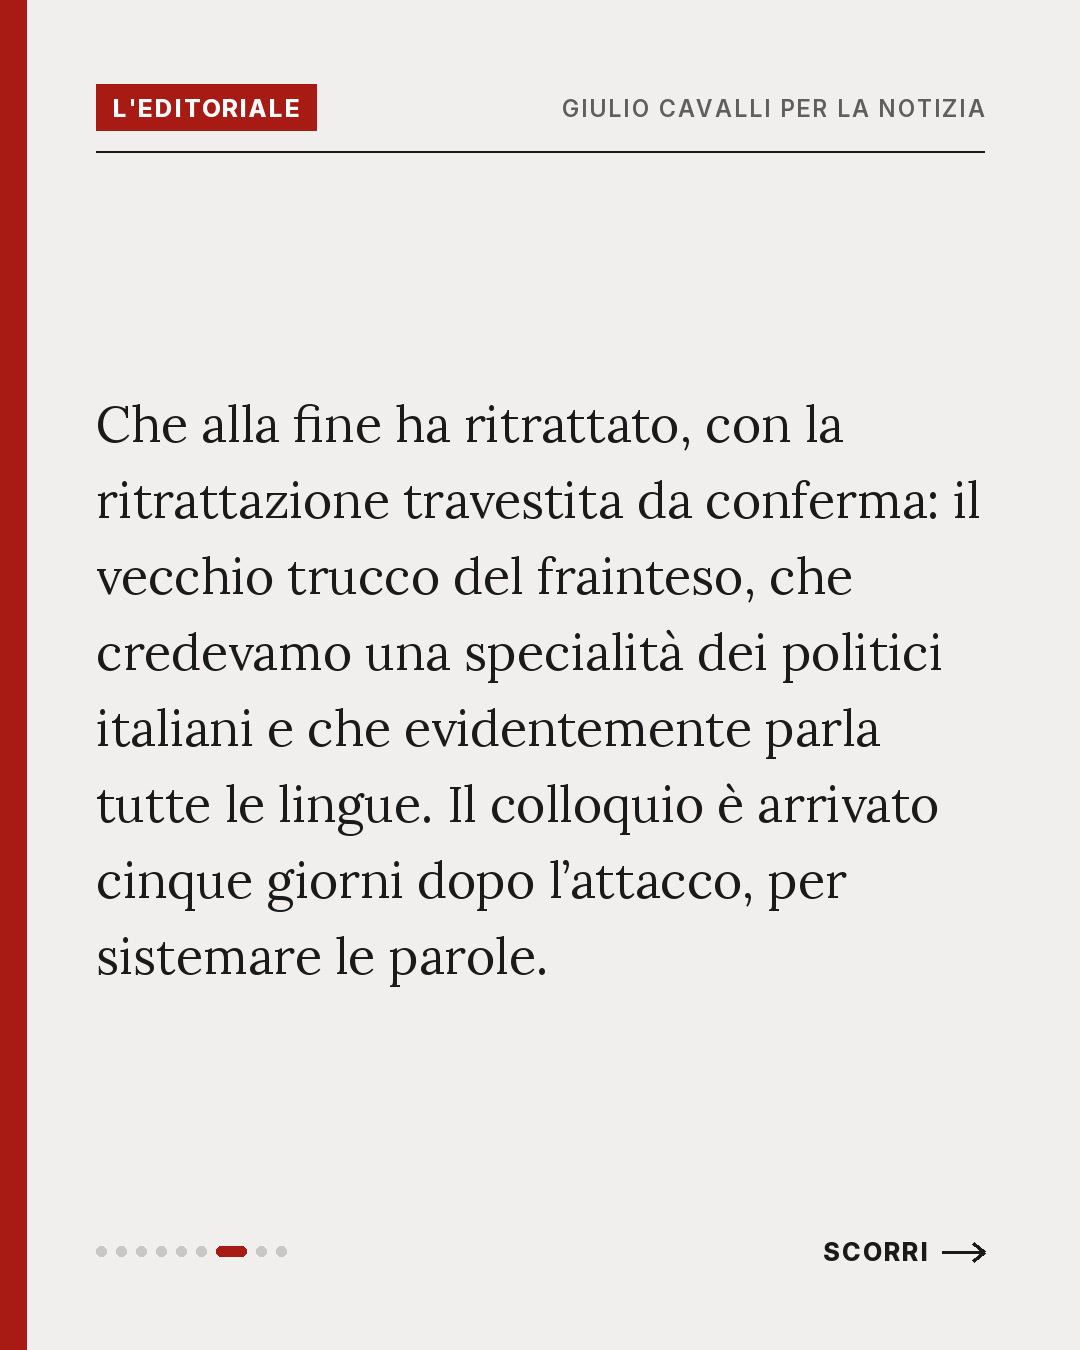 L'EDITORIALE
GIULIO CAVALLI PER LA NOTIZIA
Che alla fine ha ritrattato, con la
ritrattazione travestita da conferma: il
vecchio trucco del frainteso, che
credevamo una specialità dei politici
italiani e che evidentemente parla
tutte le lingue. Il colloquio è arrivato
cinque giorni dopo l’attacco, per
sistemare le parole.
SCORRI